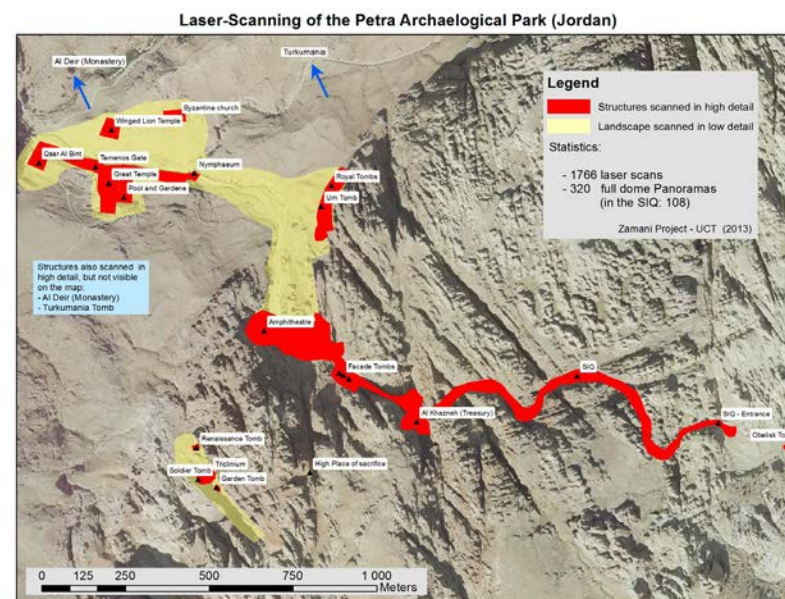 Laser-Scanning of the Petra Archaelogical Park (Jordan)
Al Deir (Monastery)
Turkumania
Legend
Structures scanned in high detail
Landscape scanned in low detail
Statistics:
- 1766 laser scans
- 320 full dome Panoramas
(in the SIQ: 108)
Zamani Project - UCT (2013)
Byzantine church
Winged Lion Temple
Qsar Al Bint
Temenos Gate
Nymphaeum
Great Temple
Pool and Gardens
Royal Tombs
Urn Tomb
Structures also scanned in
high detail, but not visible
on the map:
- Al Deir (Monastery)
- Turkumania Tomb
Amphitheatre
Facade Tombs
SIQ
Al Khazneh (Treasury)
SIQ - Entrance
Obelisk To
Renaissance Tomb
Triclinium
Soldier Tomb
Garden Tomb
High Place of sacrifice
0 125 250 500 750 1 000
Meters